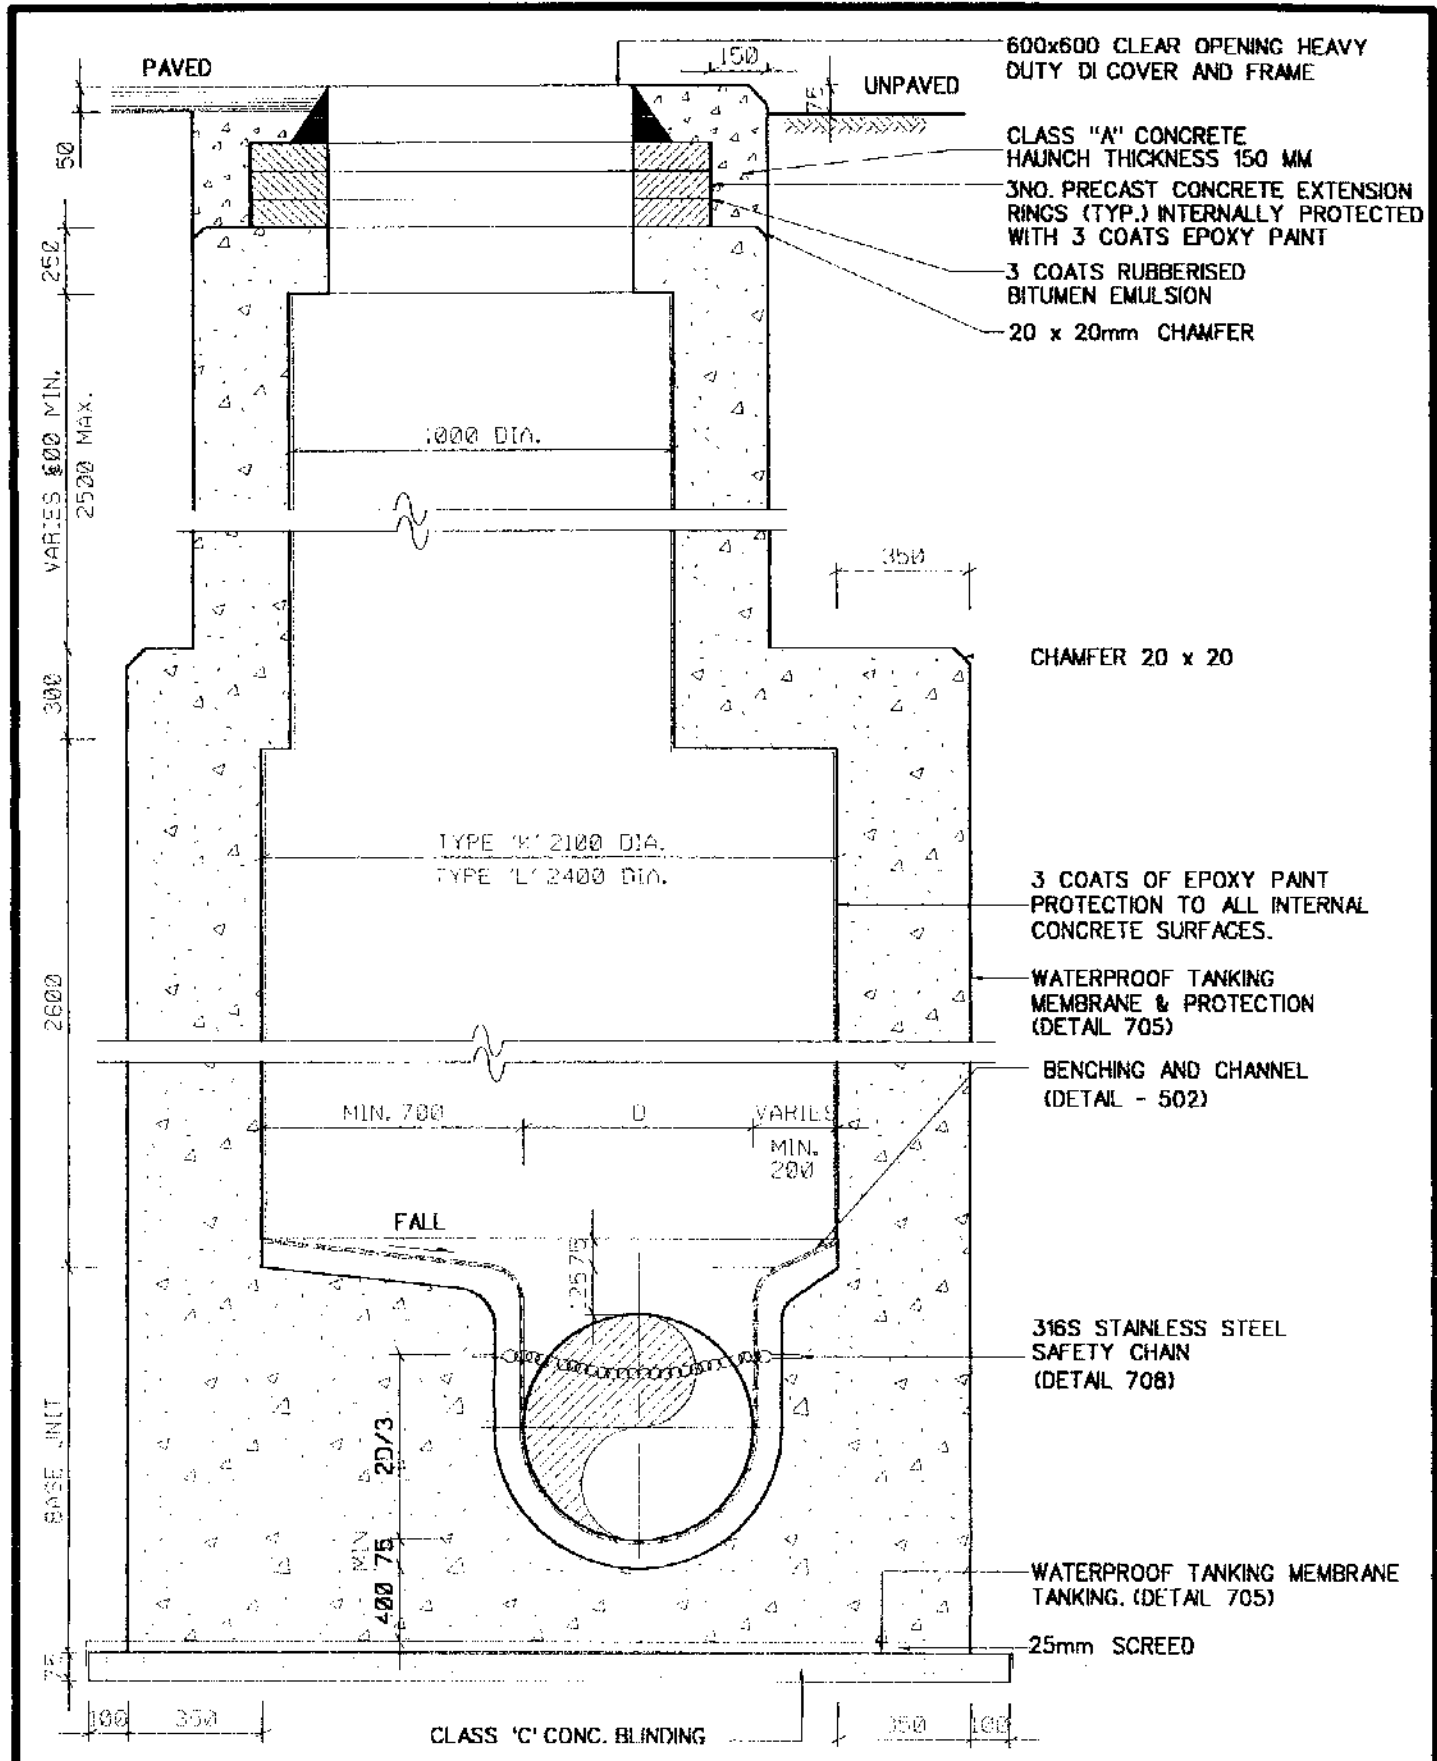 PAVED
150
600x600 CLEAR OPENING HEAVY
DUTY DI COVER AND FRAME
UNPAVED
75
50
CLASS "A" CONCRETE
HAUNCH THICKNESS 150 MM
3NO. PRECAST CONCRETE EXTENSION
RINGS (TYP.) INTERNALLY PROTECTED
WITH 3 COATS EPOXY PAINT
250
3 COATS RUBBERISED
BITUMEN EMULSION
20 x 20mm CHAMFER
VARIES 600 MIN.
2500 MAX.
1000 DIA.
350
CHAMFER 20 x 20
300
TYPE 'K' 2100 DIA.
TYPE 'L' 2400 DIA.
3 COATS OF EPOXY PAINT
PROTECTION TO ALL INTERNAL
CONCRETE SURFACES.
WATERPROOF TANKING
MEMBRANE & PROTECTION
(DETAIL 705)
2600
BENCHING AND CHANNEL
(DETAIL - 502)
MIN. 700
D
VARIES
MIN.
200
FALL
75
125
316S STAINLESS STEEL
SAFETY CHAIN
(DETAIL 708)
2D/3
BASE UNIT
75
MIN
400
WATERPROOF TANKING MEMBRANE
TANKING. (DETAIL 705)
25mm SCREED
75
100
350
CLASS 'C' CONC. BLINDING
350
100